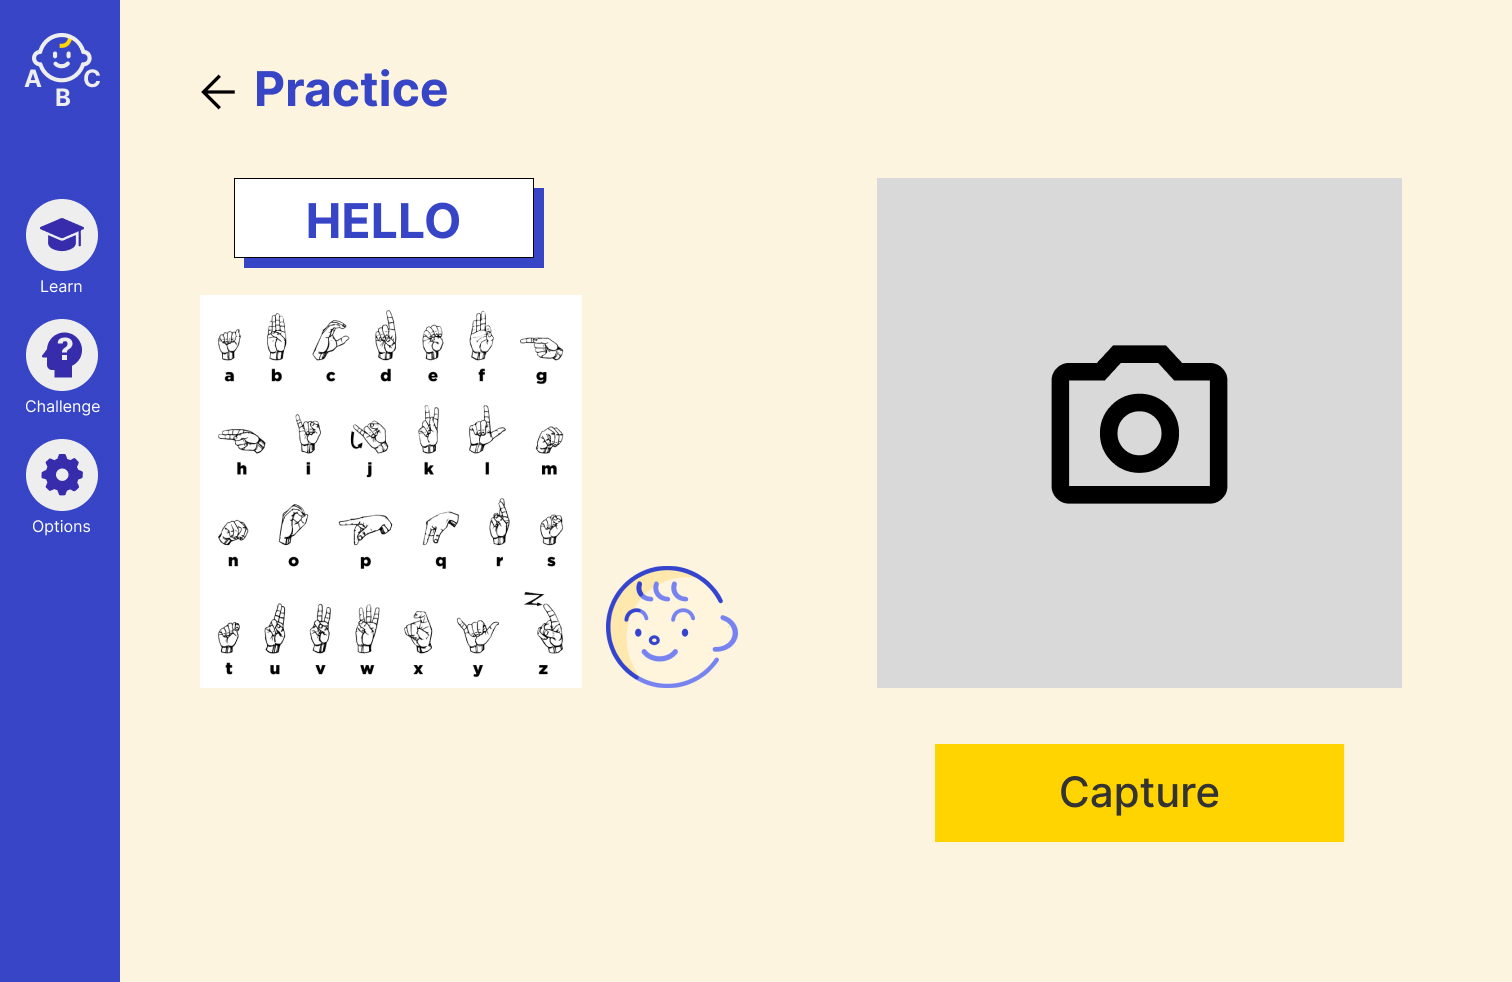 A B C
Learn
Challenge
Options
Practice
HELLO
a b c d e f g
h i j k l m
n o p q r s
t u v w x y z
Capture